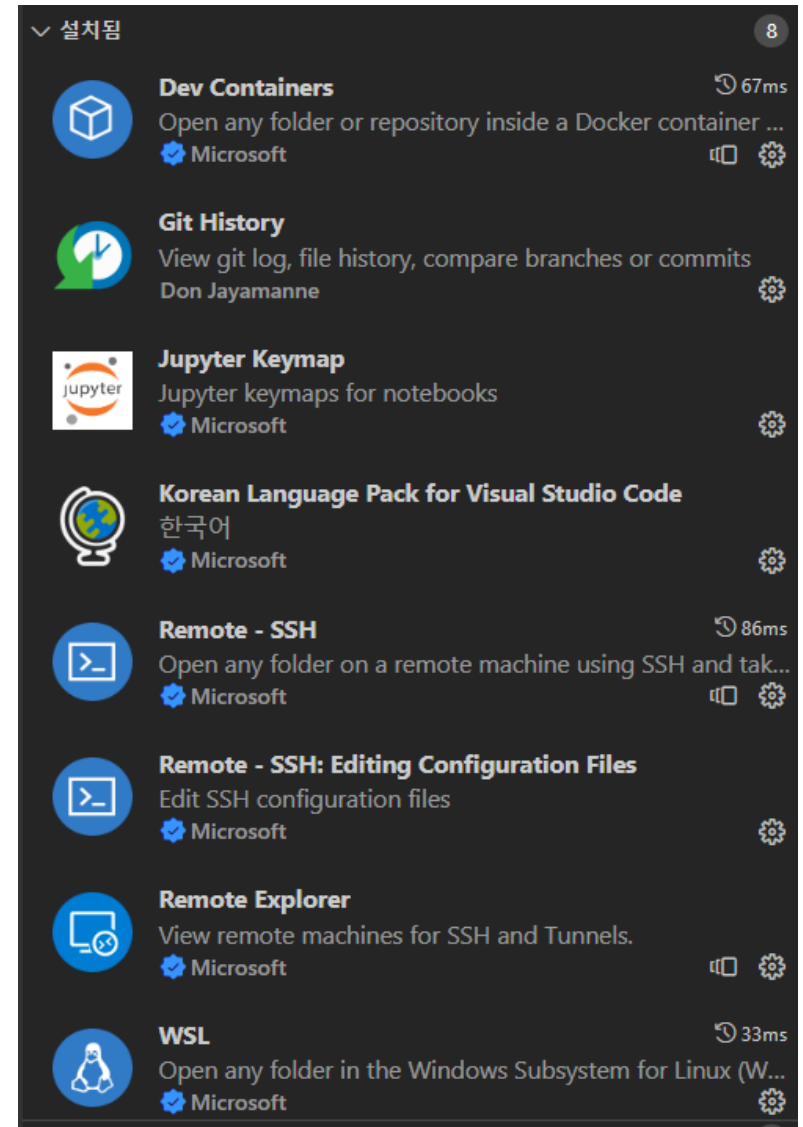 설치됨
8
Dev Containers
67ms
Open any folder or repository inside a Docker container ...
Microsoft
Git History
View git log, file history, compare branches or commits
Don Jayamanne
jupyter
Jupyter Keymap
Jupyter keymaps for notebooks
Microsoft
Korean Language Pack for Visual Studio Code
한국어
Microsoft
Remote - SSH
86ms
Open any folder on a remote machine using SSH and tak...
Microsoft
Remote - SSH: Editing Configuration Files
Edit SSH configuration files
Microsoft
Remote Explorer
View remote machines for SSH and Tunnels.
Microsoft
WSL
33ms
Open any folder in the Windows Subsystem for Linux (W...
Microsoft